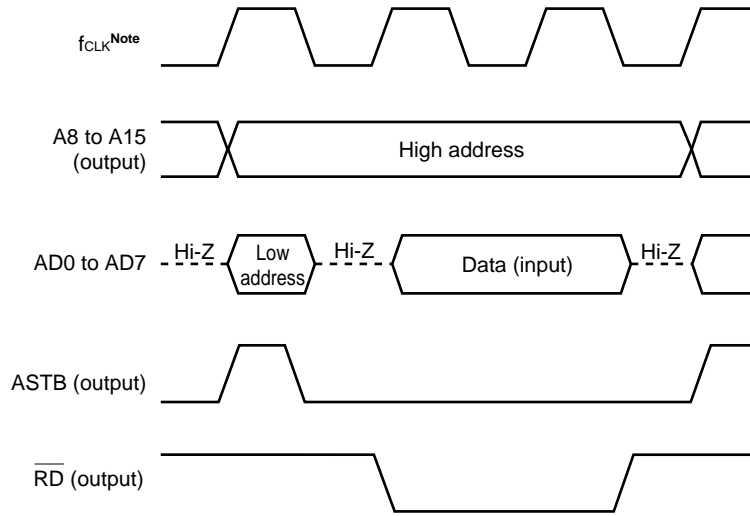 fCLKNote
A8 to A15
(output)
High address
AD0 to AD7
Hi-Z
Low
address
Hi-Z
Data (input)
Hi-Z
ASTB (output)
RD (output)